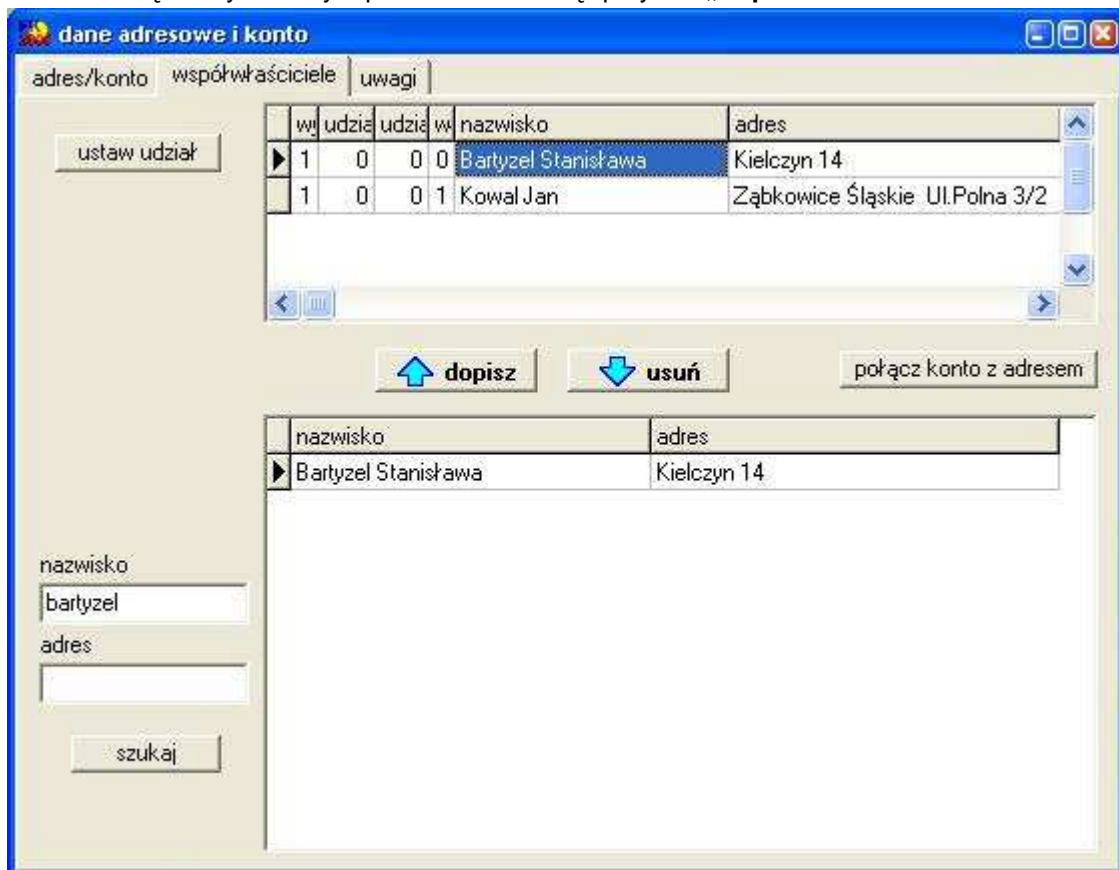 dane adresowe i konto
adres/konto współwłaściciele uwagi
ustaw udział
udzia udzia nazwisko adres
1 0 0 0 Bartyzel Stanisława Kielczyn 14
1 0 0 1 Kowal Jan Ząbkowice Śląskie Ul.Polna 3/2
dopisz usuń połącz konto z adresem
nazwisko adres
Bartyzel Stanisława Kielczyn 14
nazwisko
bartyzel
adres
szukaj